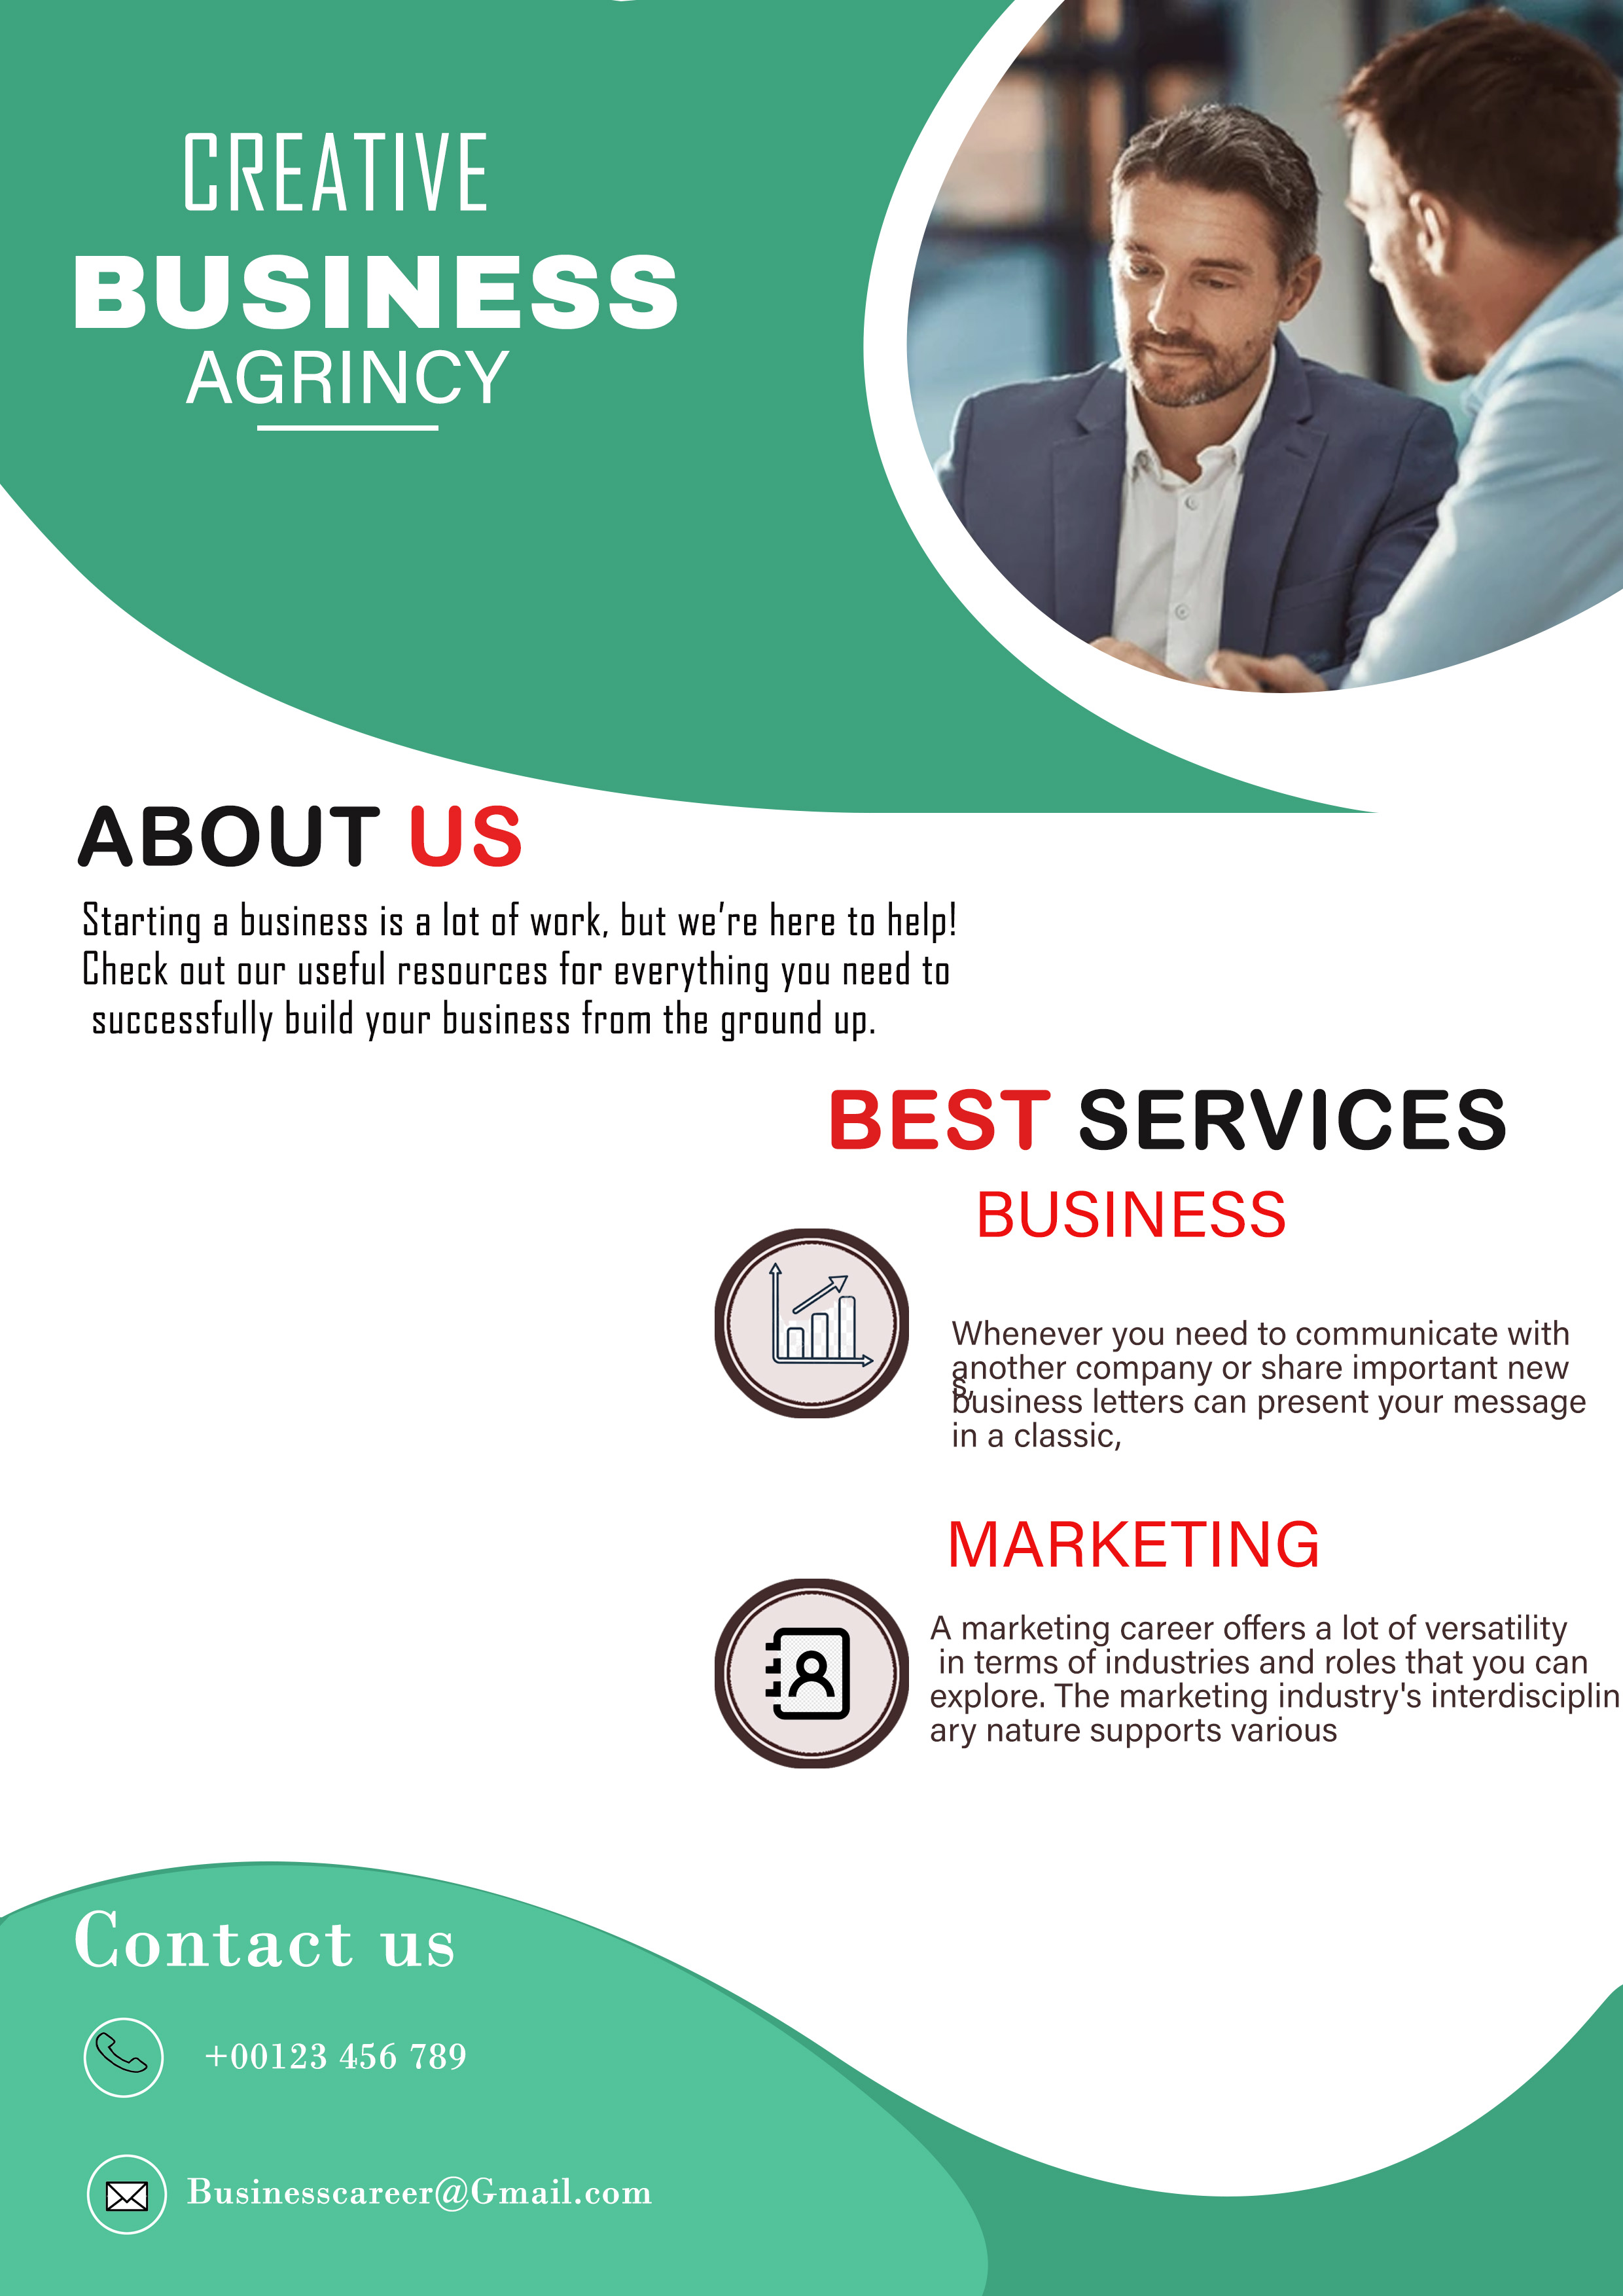 CREATIVE
BUSINESS
AGRINCY
ABOUT US
Starting a business is a lot of work, but we’re here to help!
Check out our useful resources for everything you need to
successfully build your business from the ground up.
BEST SERVICES
BUSINESS
Whenever you need to communicate with
another company or share important new
s,
business letters can present your message
in a classic,
MARKETING
A marketing career offers a lot of versatility
in terms of industries and roles that you can
explore. The marketing industry's interdisciplin
ary nature supports various
Contact us
+00123 456 789
Businesscareer@Gmail.com